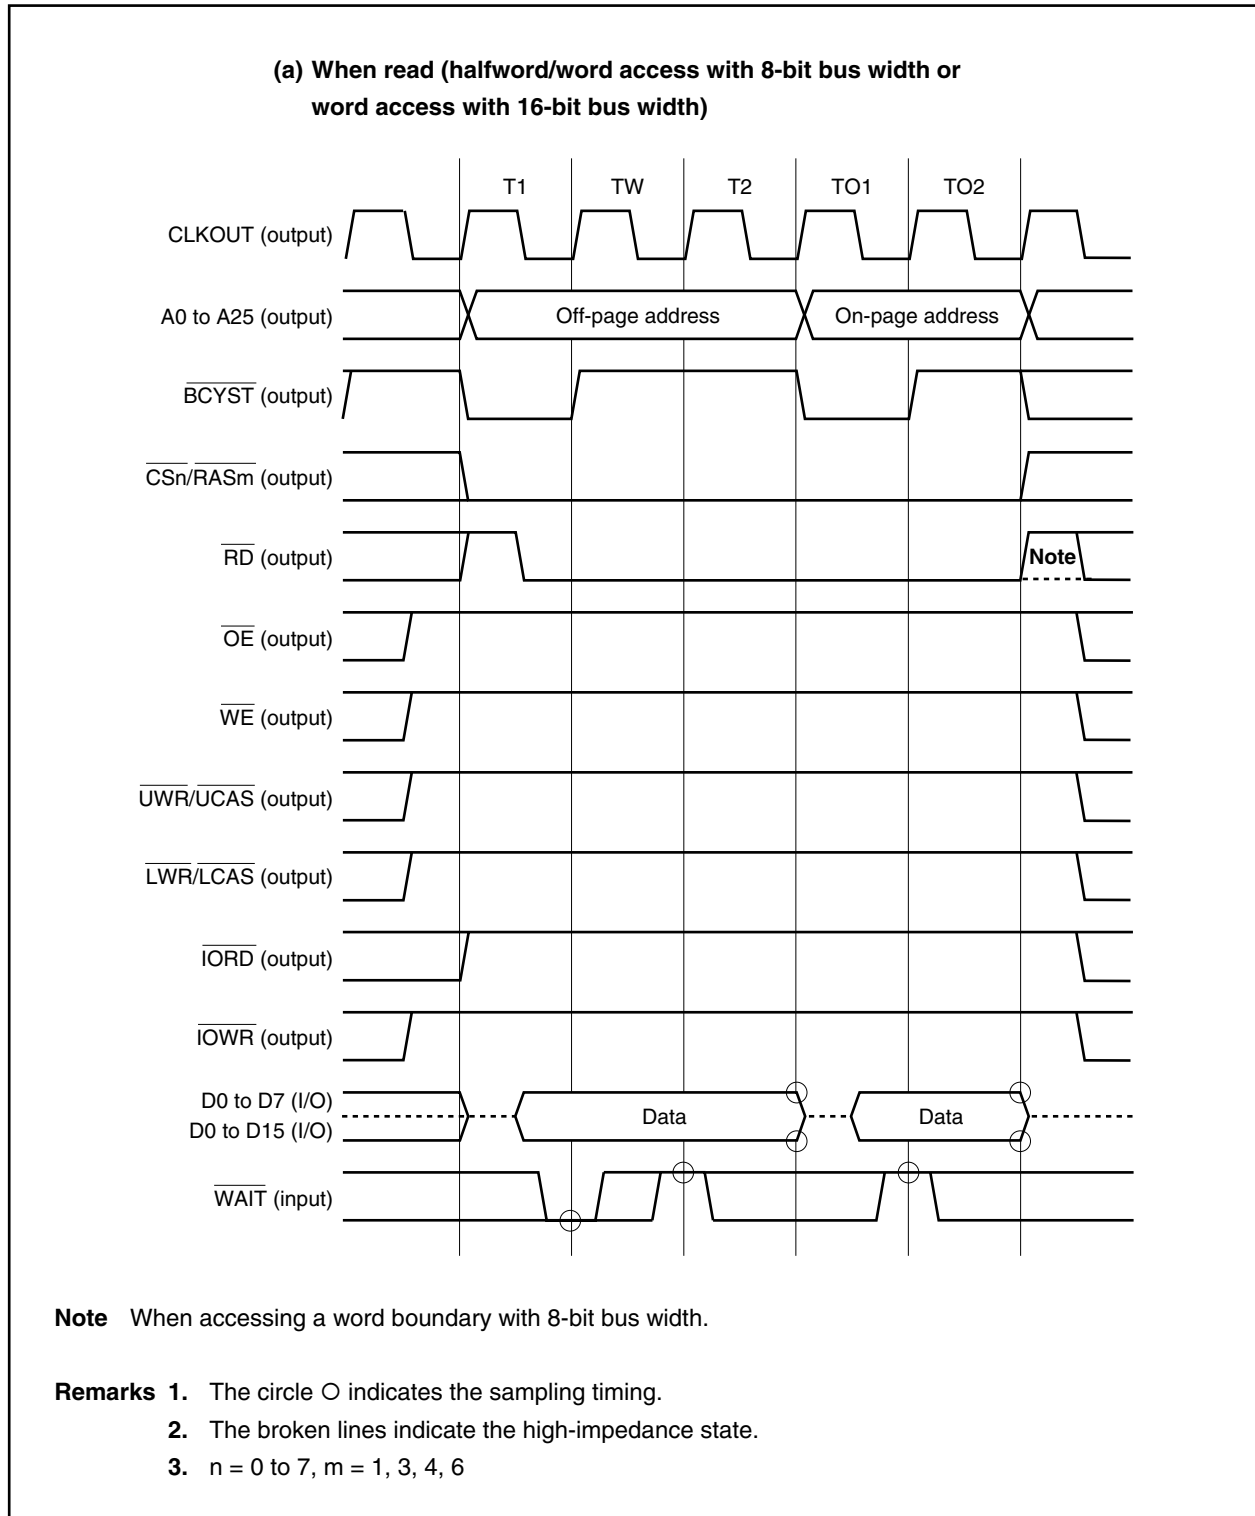 (a) When read (halfword/word access with 8-bit bus width or
word access with 16-bit bus width)
T1 TW T2 TO1 TO2
CLKOUT (output)
A0 to A25 (output) Off-page address On-page address
BCYST (output)
CSn/RASm (output)
RD (output) Note
OE (output)
WE (output)
UWR/UCAS (output)
LWR/LCAS (output)
IORD (output)
IOWR (output)
D0 to D7 (I/O)
Data Data
D0 to D15 (I/O)
WAIT (input)
Note When accessing a word boundary with 8-bit bus width.
Remarks 1. The circle O indicates the sampling timing.
2. The broken lines indicate the high-impedance state.
3. n = 0 to 7, m = 1, 3, 4, 6